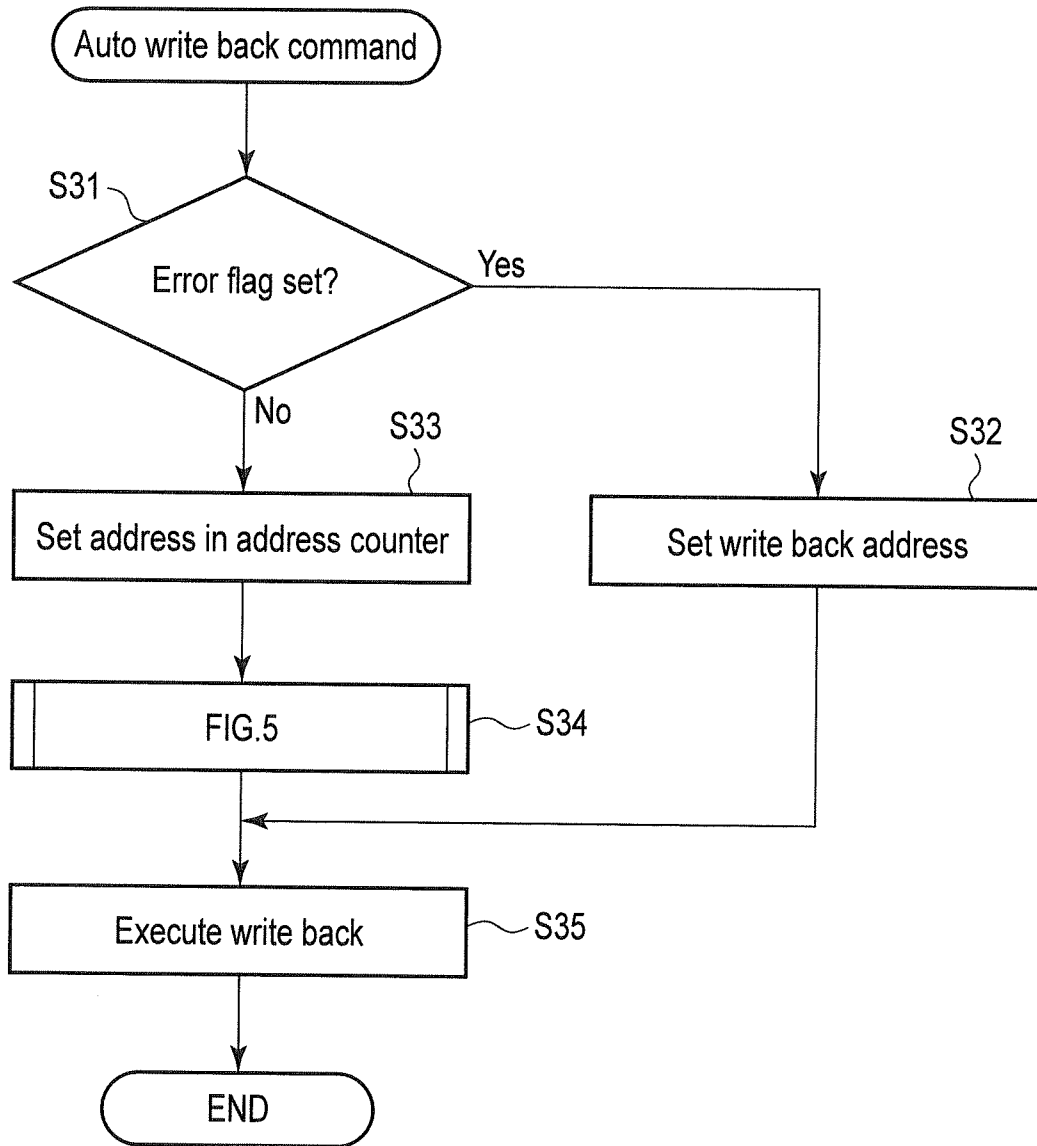 Auto write back command
S31
Error flag set?
Yes
No
S33
S32
Set address in address counter
Set write back address
FIG.5
S34
Execute write back
S35
END